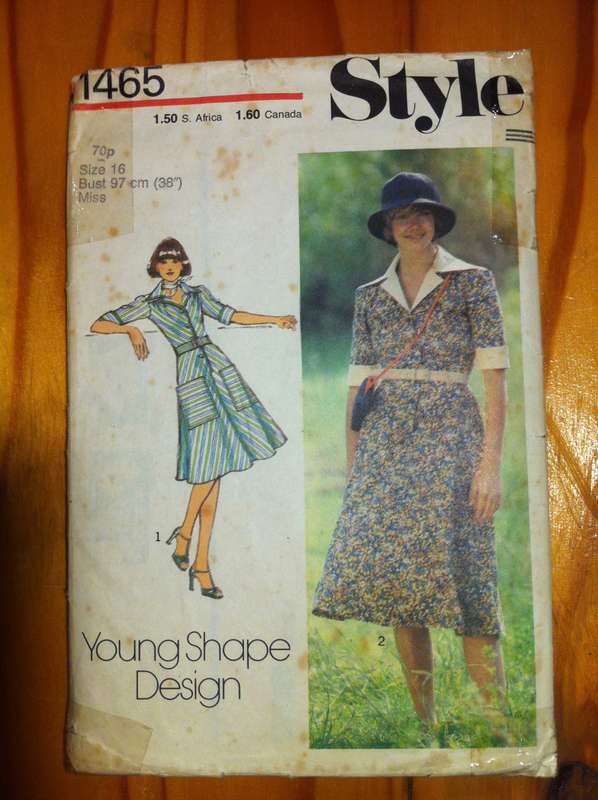 1465
Style
1.50 S. Africa 1.60 Canada
70p
Size 16
Bust 97 cm (38")
Miss
1
2
Young Shape
Design